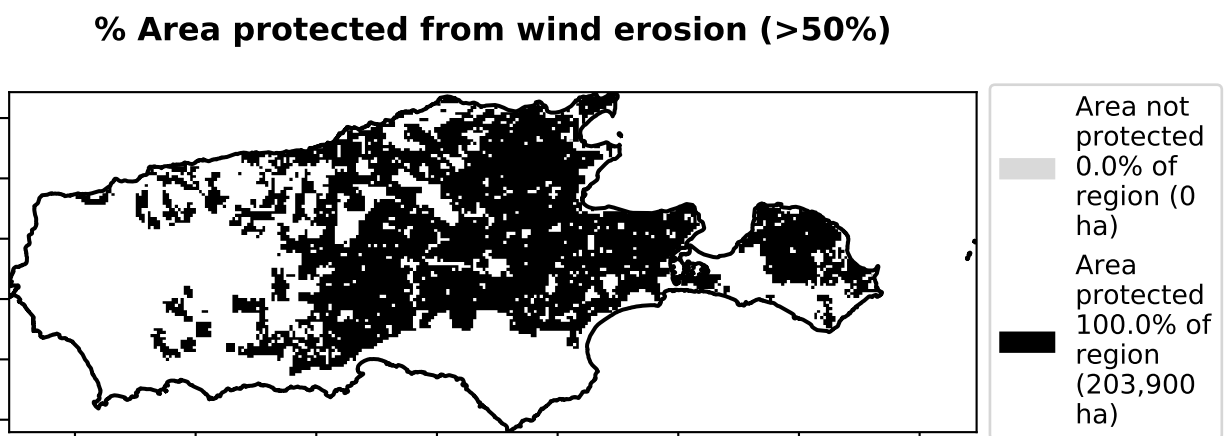 % Area protected from wind erosion (>50%)
Area not
protected
0.0% of
region (0
ha)
Area
protected
100.0% of
region
(203,900
ha)